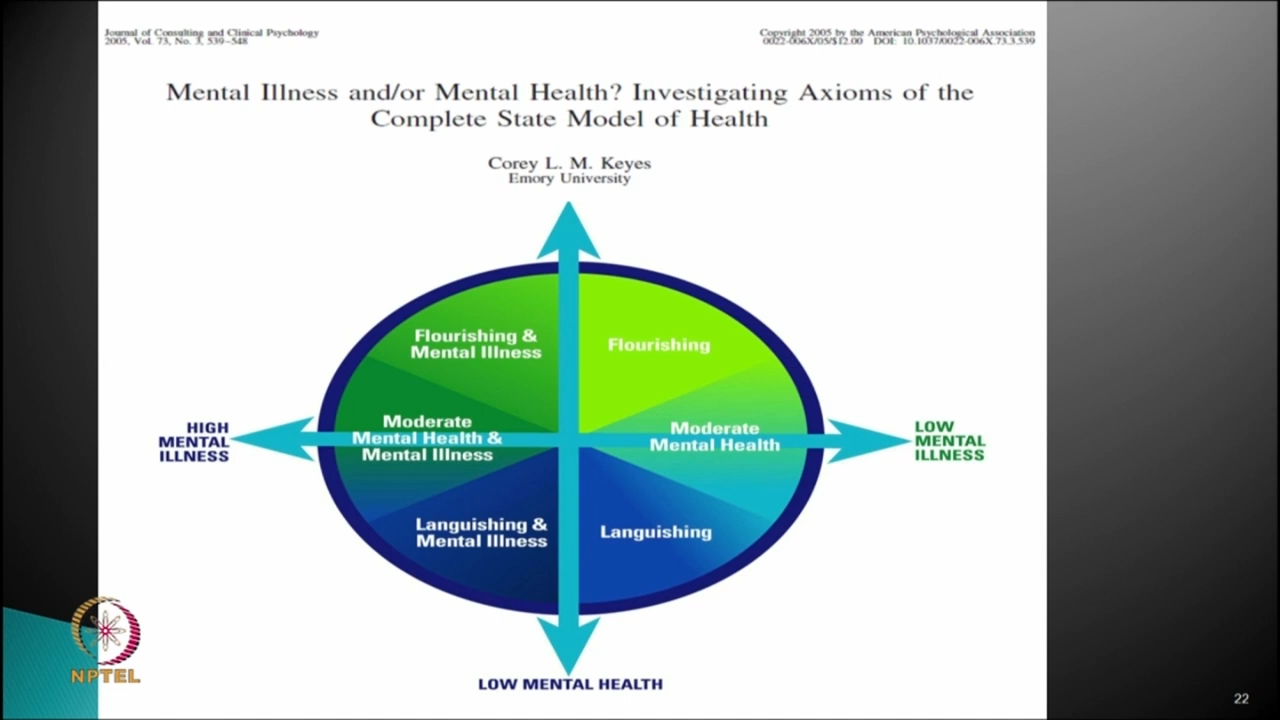 Journal of Consulting and Clinical Psychology
2005, Vol. 73, No. 3, 539–548
Copyright 2005 by the American Psychological Association
0022-006X/05/$12.00 DOI: 10.1037/0022-006X.73.3.539
Mental Illness and/or Mental Health? Investigating Axioms of the
Complete State Model of Health
Corey L. M. Keyes
Emory University
Flourishing &
Mental Illness
Flourishing
HIGH
MENTAL
ILLNESS
Moderate
Mental Health &
Mental Illness
Moderate
Mental Health
LOW
MENTAL
ILLNESS
Languishing &
Mental Illness
Languishing
LOW MENTAL HEALTH
NPTEL
22